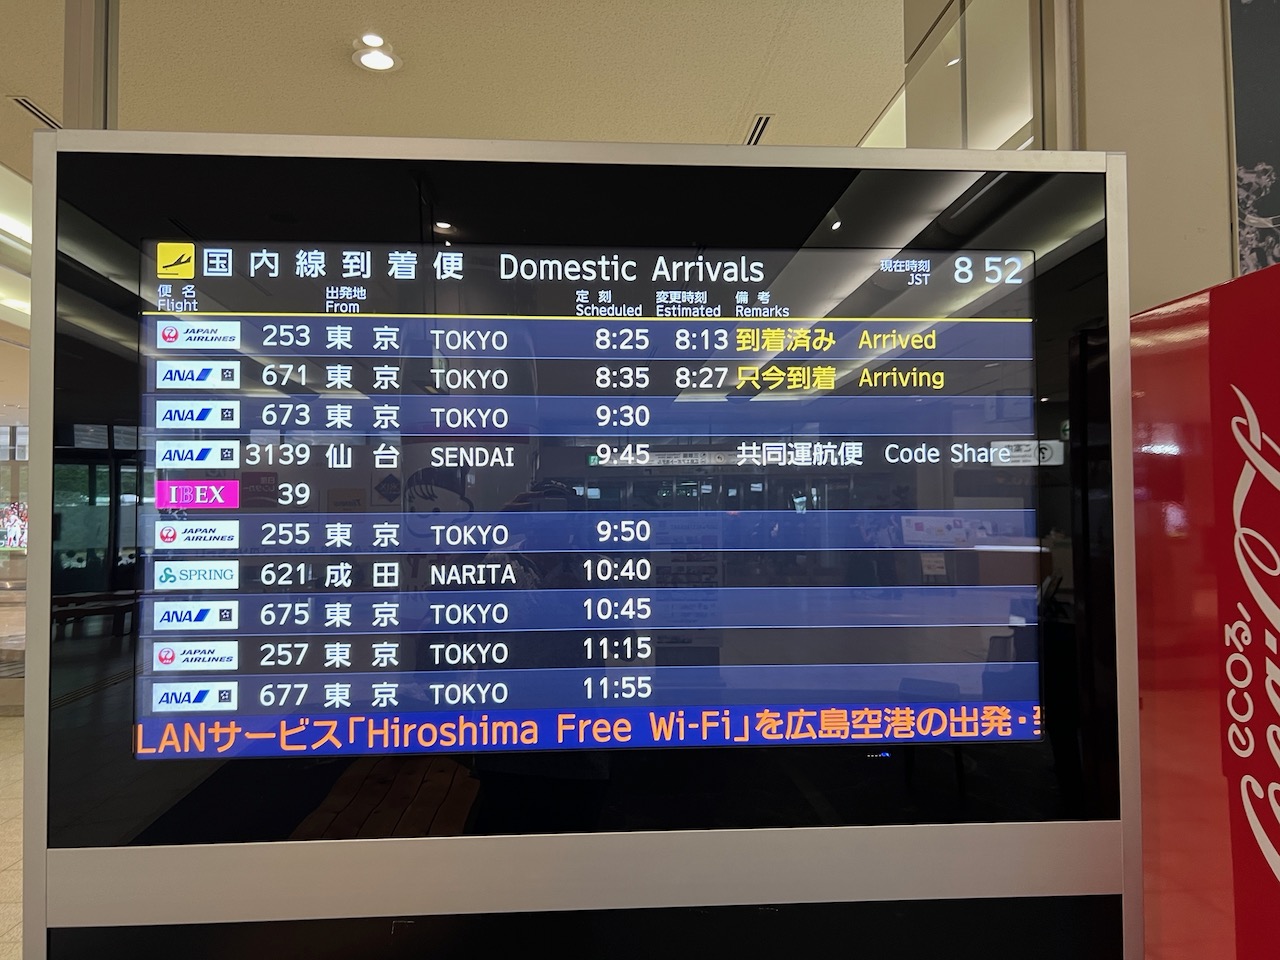 国内線到着便 Domestic Arrivals 現在時刻 JST 8 52
便名 Flight 出発地 From 定刻 Scheduled 変更時刻 Estimated 備考 Remarks
JAPAN AIRLINES 253 東京 TOKYO 8:25 8:13 到着済み Arrived
ANA 671 東京 TOKYO 8:35 8:27 只今到着 Arriving
ANA 673 東京 TOKYO 9:30
ANA 3139 仙台 SENDAI 9:45 共同運航便 Code Share
IBEX 39
JAPAN AIRLINES 255 東京 TOKYO 9:50
SPRING 621 成田 NARITA 10:40
ANA 675 東京 TOKYO 10:45
JAPAN AIRLINES 257 東京 TOKYO 11:15
ANA 677 東京 TOKYO 11:55
LANサービス「Hiroshima Free Wi-Fi」を広島空港の出発・
ecoる
Coca-Cola